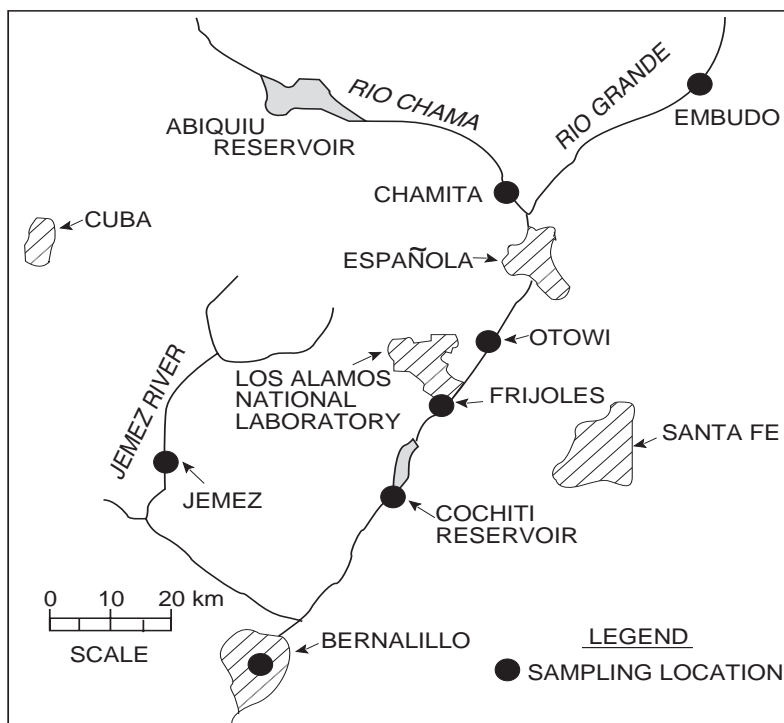 RIO CHAMA
RIO GRANDE
ABIQUIU
RESERVOIR
EMBUDO
CHAMITA
CUBA
ESPAÑOLA
OTOWI
LOS ALAMOS
NATIONAL
LABORATORY
FRIJOLES
JEMEZ RIVER
SANTA FE
JEMEZ
COCHITI
RESERVOIR
0 10 20 km
SCALE
BERNALILLO
LEGEND
SAMPLING LOCATION